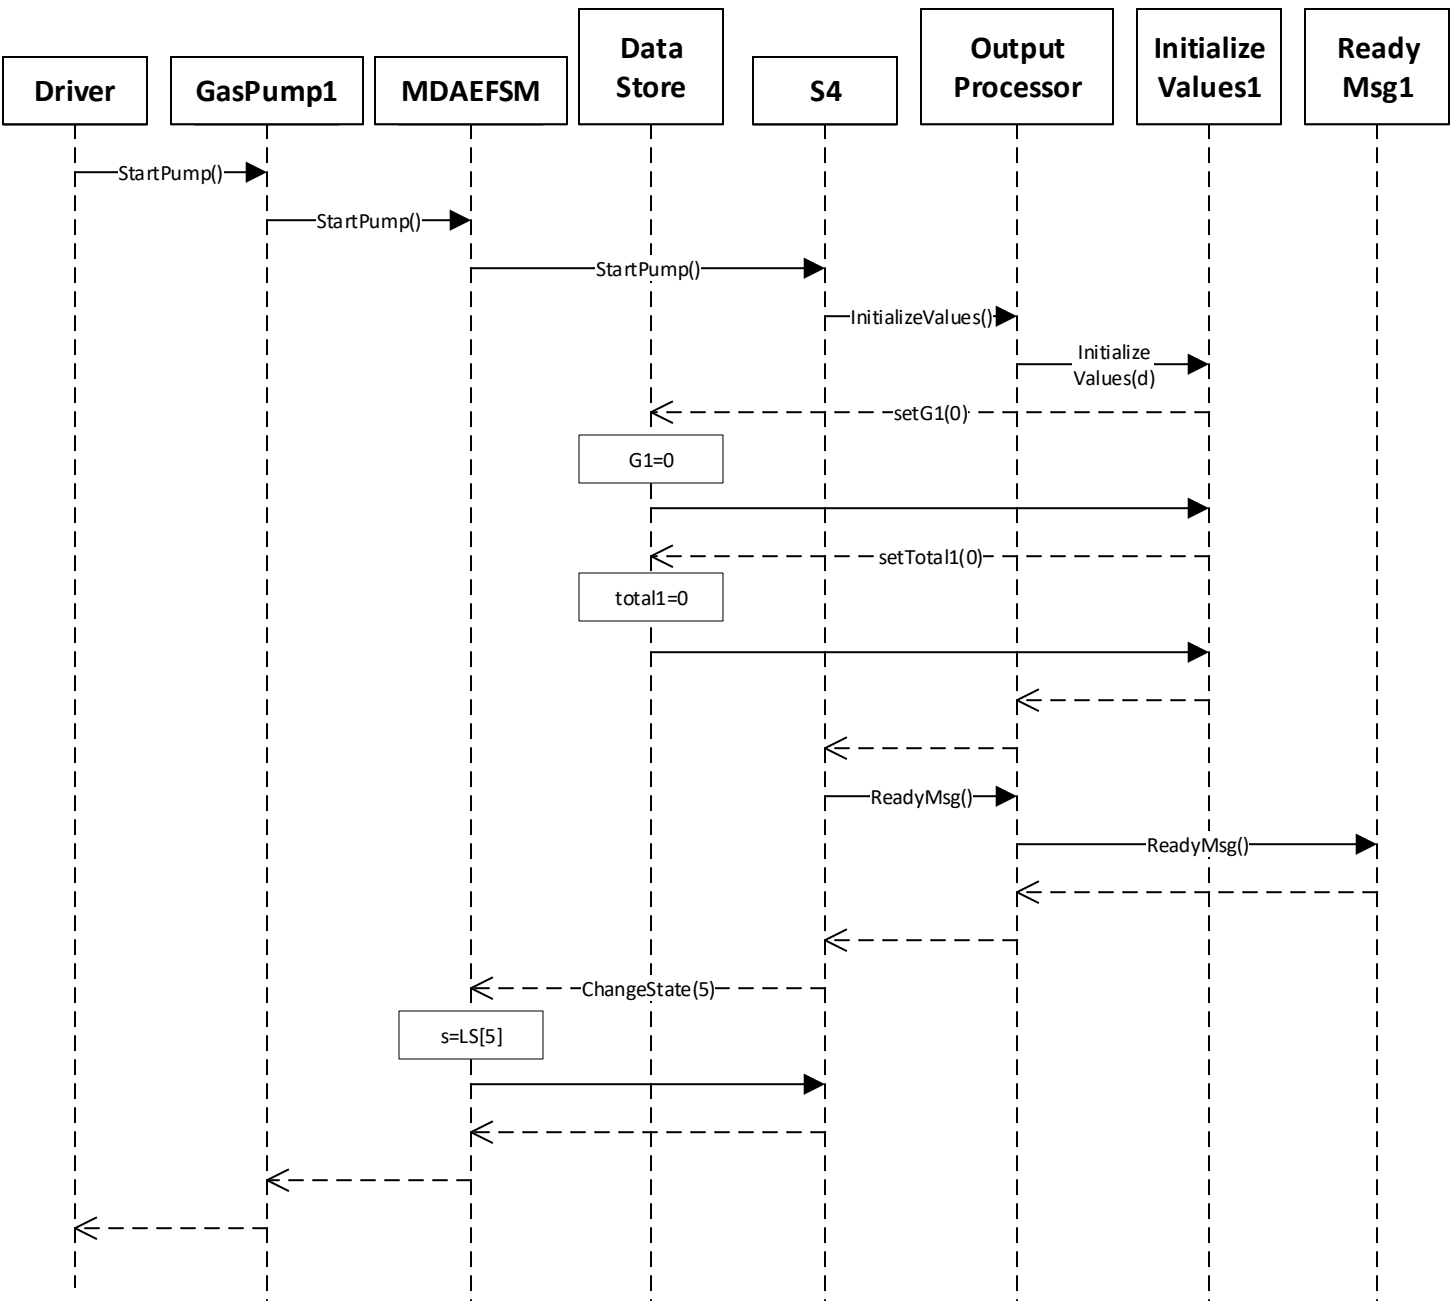 Driver
GasPump1
MDAEFSM
Data
Store
S4
Output
Processor
Initialize
Values1
Ready
Msg1
StartPump()
StartPump()
StartPump()
InitializeValues()
Initialize
Values(d)
setG1(0)
G1=0
setTotal1(0)
total1=0
ReadyMsg()
ReadyMsg()
ChangeState(5)
s=LS[5]